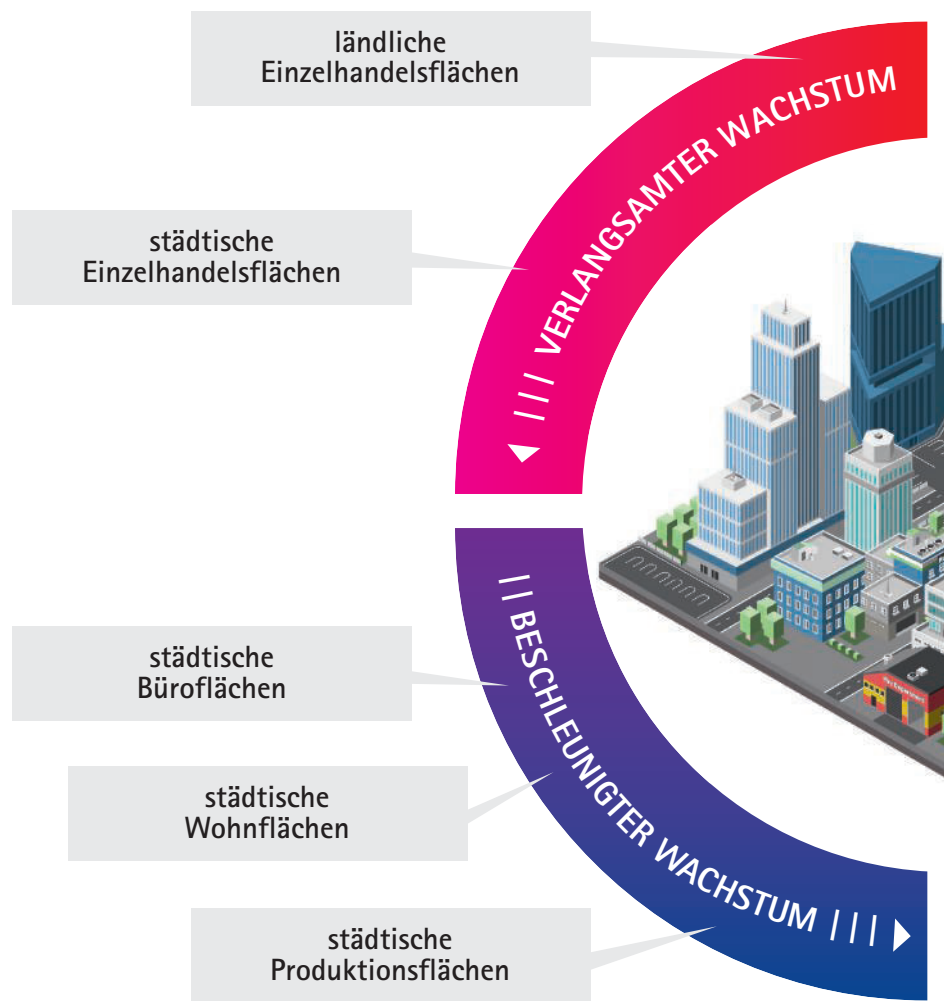 ländliche
Einzelhandelsflächen
VERLANGSAMTER WACHSTUM
städtische
Einzelhandelsflächen
städtische
Büroflächen
BESCHLEUNIGTER WACHSTUM
städtische
Wohnflächen
städtische
Produktionsflächen